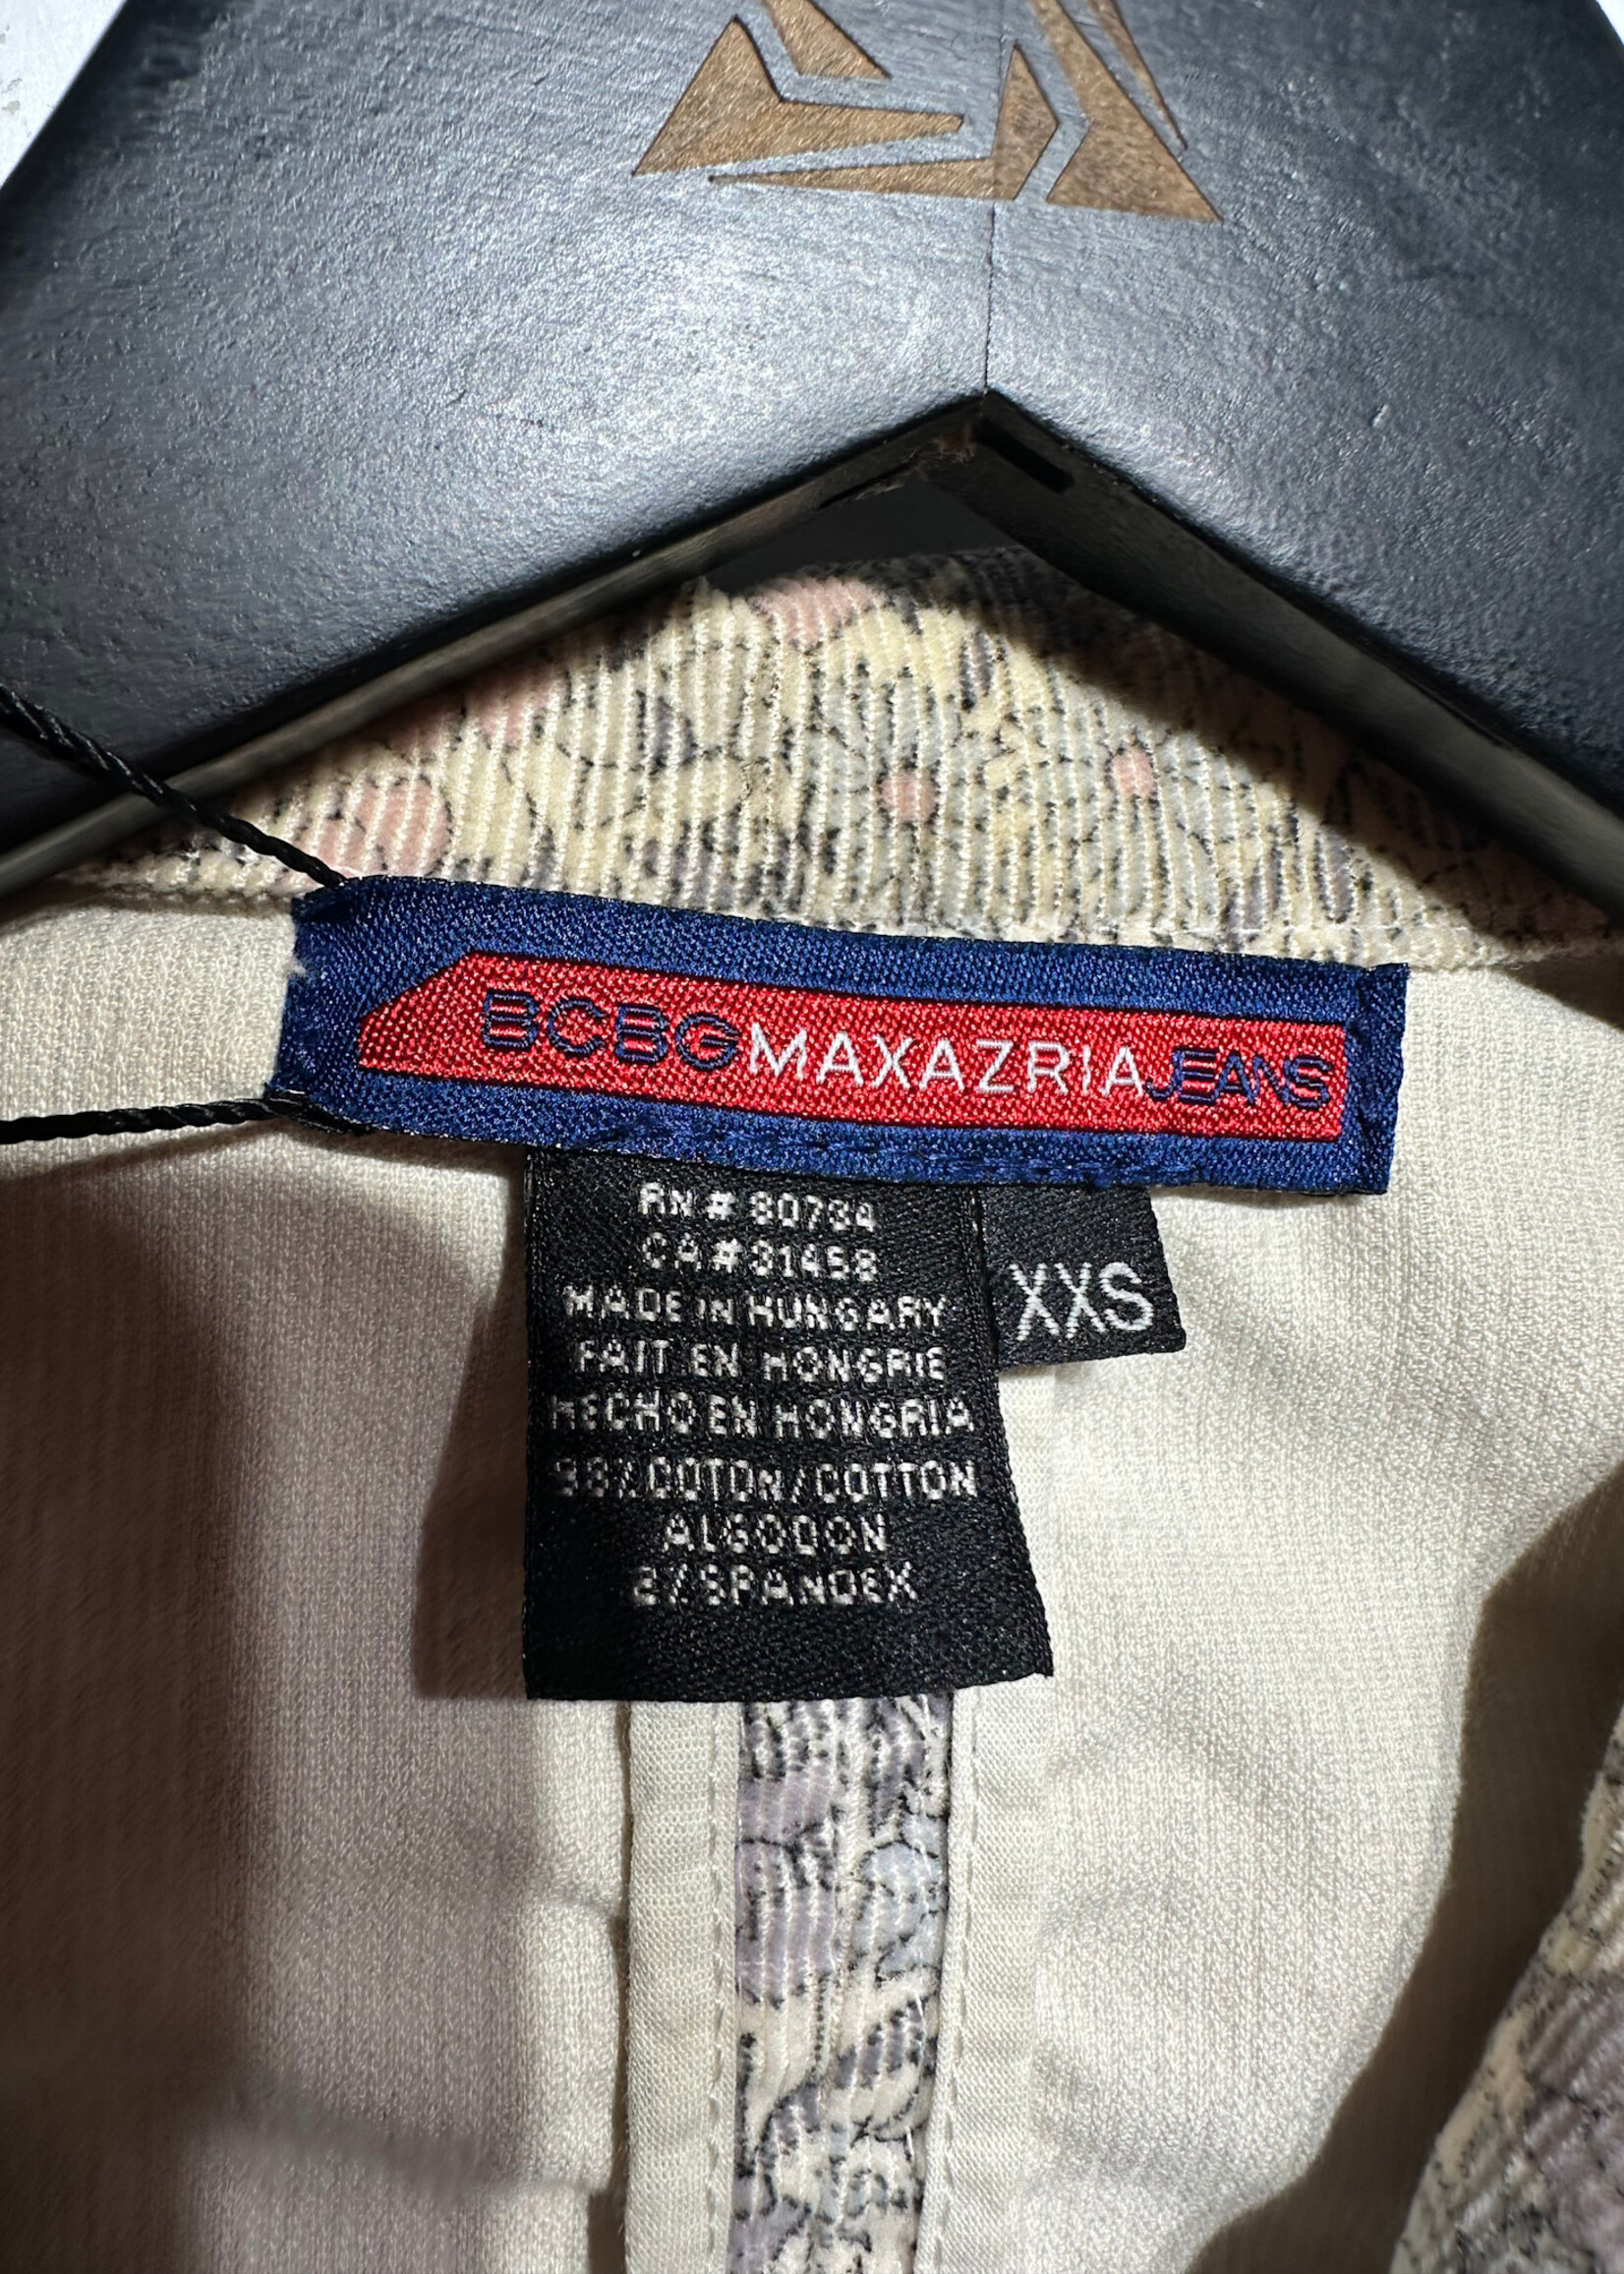 BCBGMAXAZRIAJEANS
RN # 80734
CA # 31458
XXS
MADE IN HUNGARY
FAIT EN HONGRIE
HECHO EN HONGRIA
98% COTON / COTTON
ALGODON
2% SPANDEX